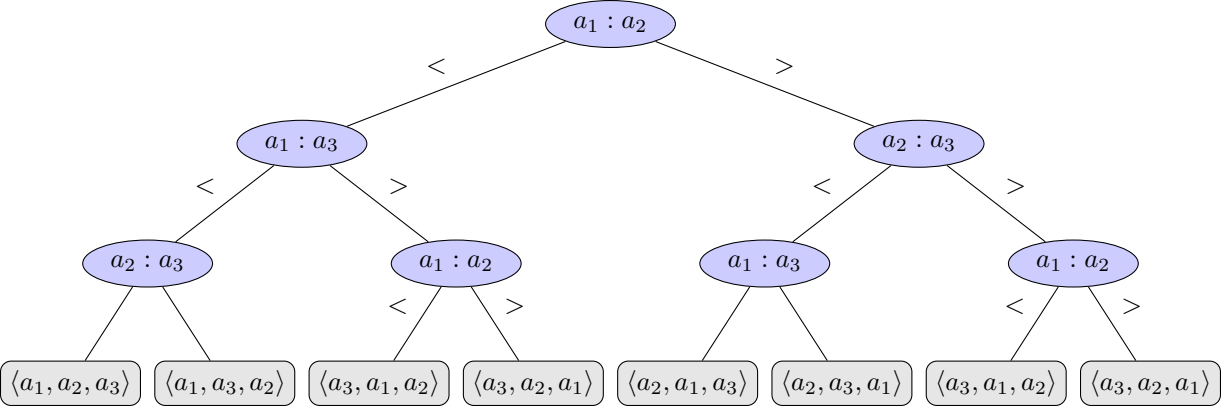 a₁ : a₂
< >
a₁ : a₃ a₂ : a₃
< > < >
a₂ : a₃ a₁ : a₂ a₁ : a₃ a₁ : a₂
< > < >
⟨a₁, a₂, a₃⟩ ⟨a₁, a₃, a₂⟩ ⟨a₃, a₁, a₂⟩ ⟨a₃, a₂, a₁⟩ ⟨a₂, a₁, a₃⟩ ⟨a₂, a₃, a₁⟩ ⟨a₃, a₁, a₂⟩ ⟨a₃, a₂, a₁⟩